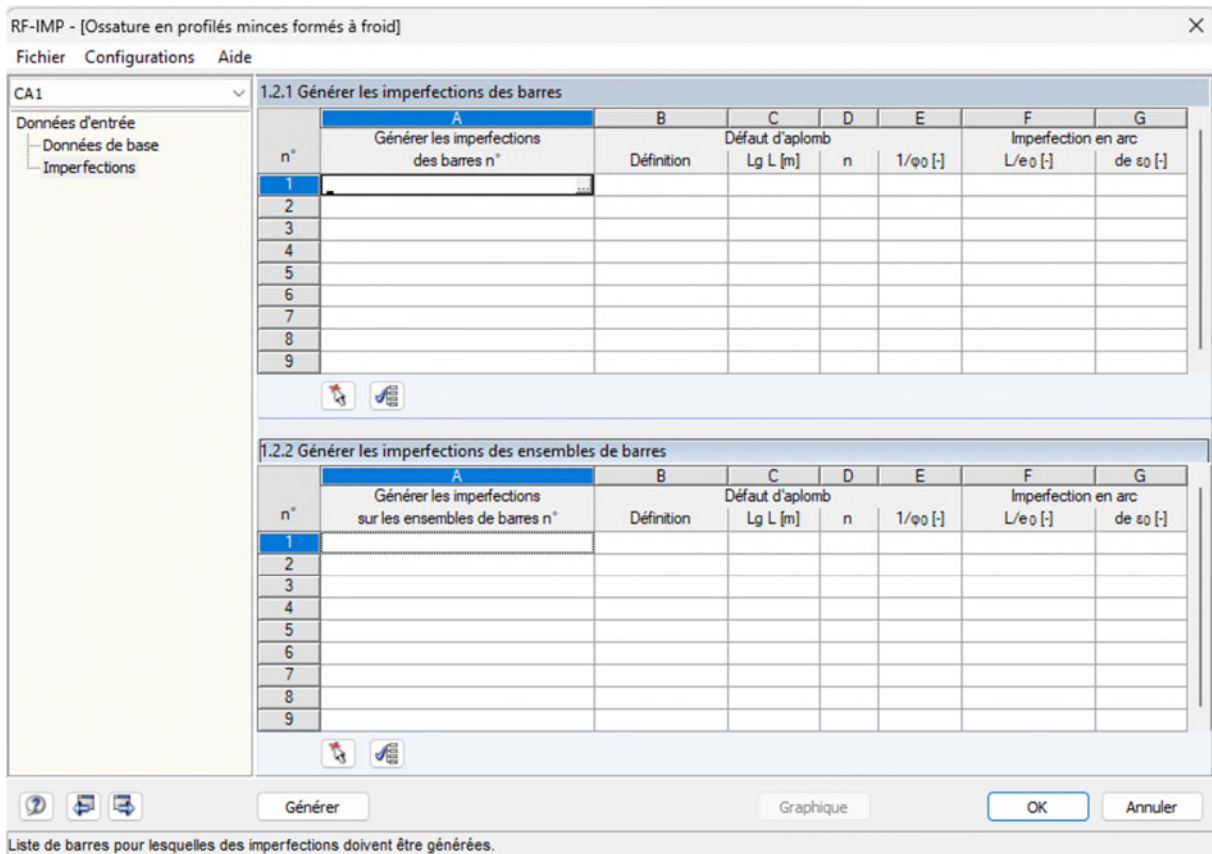 RF-IMP - [Ossature en profilés minces formés à froid]
Fichier Configurations Aide
CA1
Données d'entrée
Données de base
Imperfections
1.2.1 Générer les imperfections des barres
A B C D E F G
Générer les imperfections Défaut d'aplomb Imperfection en arc
n° des barres n° Définition Lg L [m] n 1/φ0 [-] L/e0 [-] de ε0 [-]
1
2
3
4
5
6
7
8
9
1.2.2 Générer les imperfections des ensembles de barres
A B C D E F G
Générer les imperfections Défaut d'aplomb Imperfection en arc
n° sur les ensembles de barres n° Définition Lg L [m] n 1/φ0 [-] L/e0 [-] de ε0 [-]
1
2
3
4
5
6
7
8
9
Générer Graphique OK Annuler
Liste de barres pour lesquelles des imperfections doivent être générées.